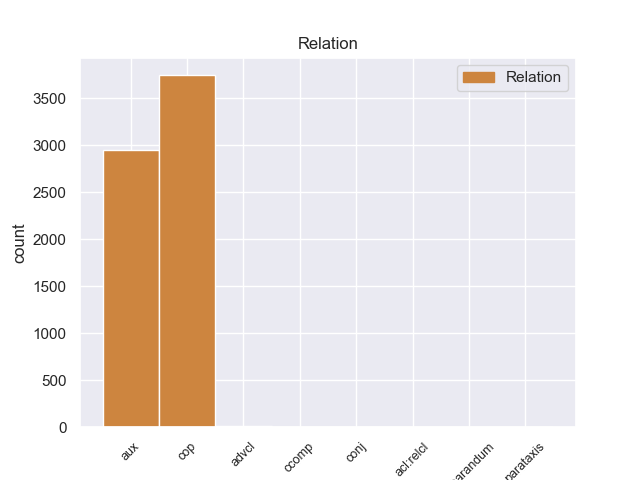 Relation
Relation
3500
3000
2500
2000
1500
1000
500
0
count
aux
cop
advcl
ccomp
conj
acl:relcl
arandum
parataxis